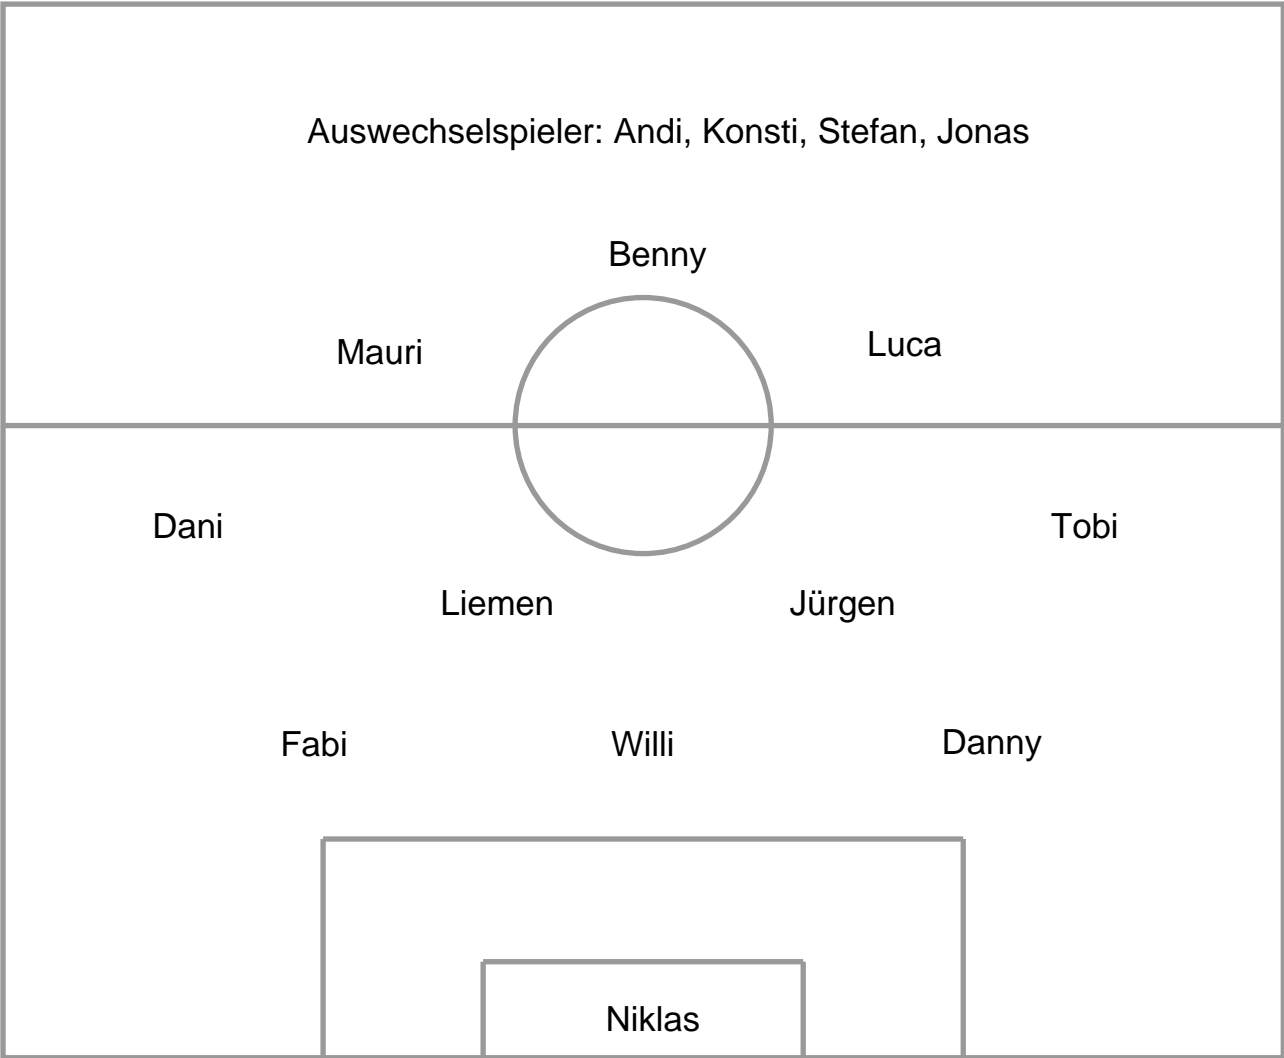 Auswechselspieler: Andi, Konsti, Stefan, Jonas
Benny
Mauri
Luca
Dani
Tobi
Liemen
Jürgen
Fabi
Willi
Danny
Niklas